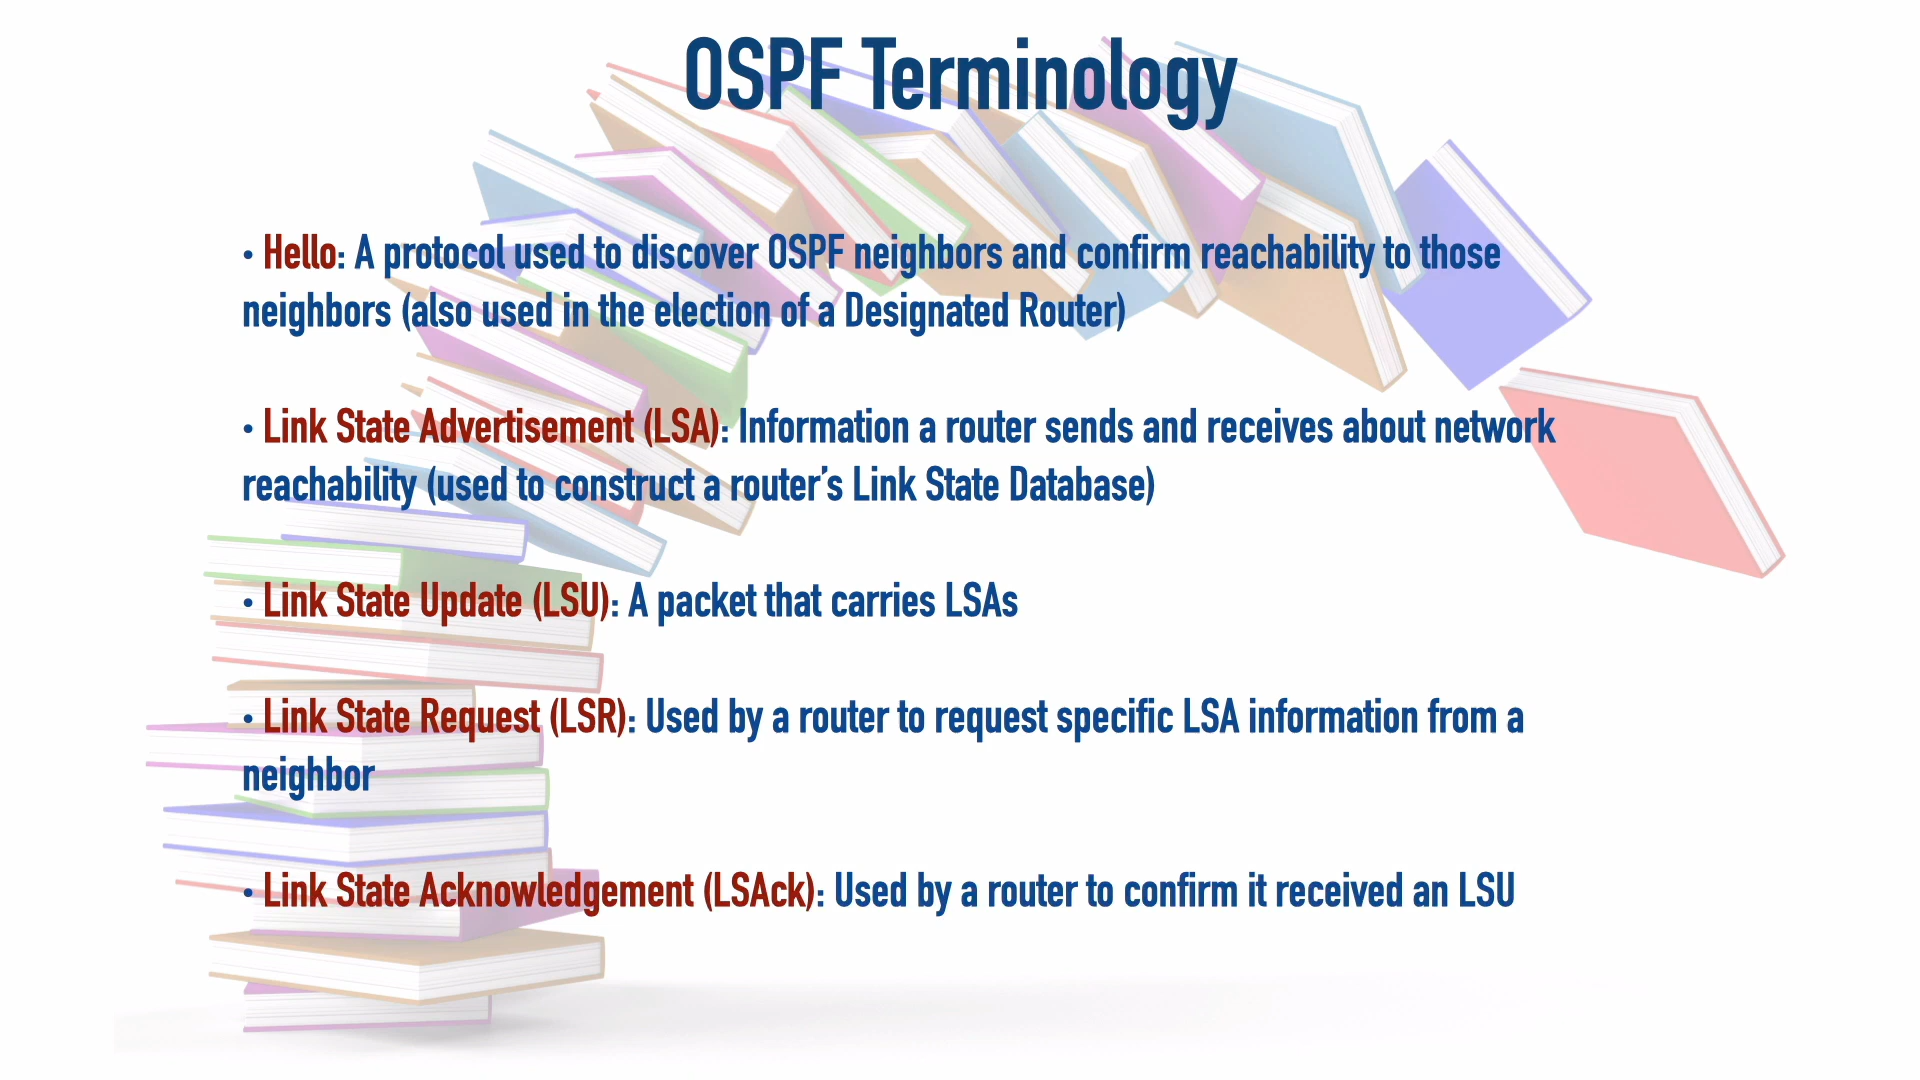 OSPF Terminology
• Hello: A protocol used to discover OSPF neighbors and confirm reachability to those
neighbors (also used in the election of a Designated Router)
• Link State Advertisement (LSA): Information a router sends and receives about network
reachability (used to construct a router’s Link State Database)
• Link State Update (LSU): A packet that carries LSAs
• Link State Request (LSR): Used by a router to request specific LSA information from a
neighbor
• Link State Acknowledgement (LSAck): Used by a router to confirm it received an LSU